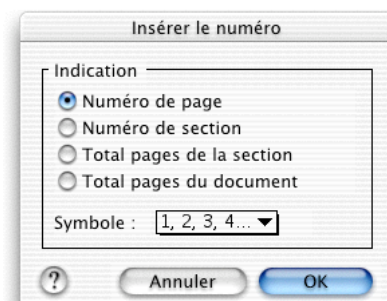 Insérer le numéro
Indication
Numéro de page
Numéro de section
Total pages de la section
Total pages du document
Symbole : 1, 2, 3, 4...
? Annuler OK